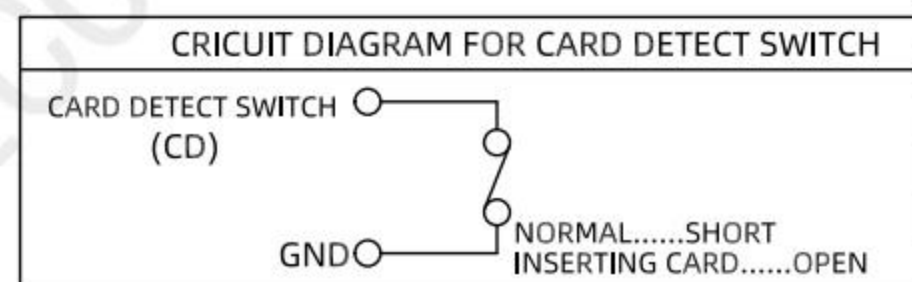 CRICUIT DIAGRAM FOR CARD DETECT SWITCH
CARD DETECT SWITCH
(CD)
GND
NORMAL......SHORT
INSERTING CARD......OPEN